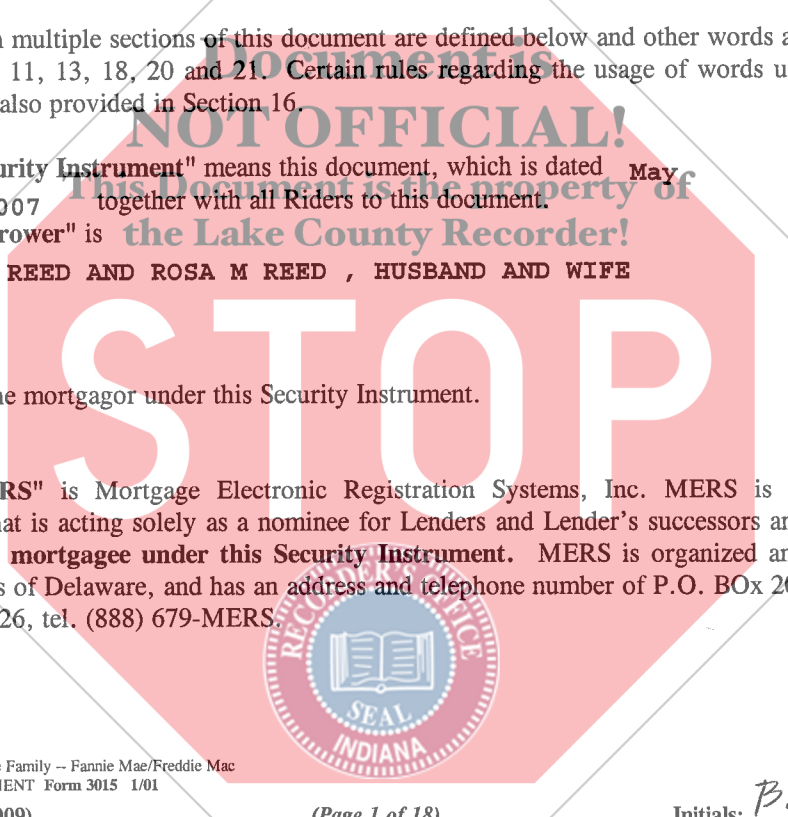 multiple sections of this document are defined below and other words
Document is
11, 13, 18, 20 and 21. Certain rules regarding the usage of words
also provided in Section 16.
NOT OFFICIAL!
Instrument" means this document, which is dated May
This Document is the property of
007 together with all Riders to this document.
rower" is
the Lake County Recorder!
REED AND ROSA M REED , HUSBAND AND WIFE
STOP
mortgagor under this Security Instrument.
RS" is Mortgage Electronic Registration Systems, Inc. MERS is
is acting solely as a nominee for Lenders and Lender's successors
mortgagee under this Security Instrument. MERS is organized
of Delaware, and has an address and telephone number of P.O. BOx 20
26, tel. (888) 679-MERS.
RECORDER'S OFFICE
SEAL
INDIANA
Family -- Fannie Mae/Freddie Mac
MENT Form 3015 1/01
(Page 1 of 18)
Initials: B.